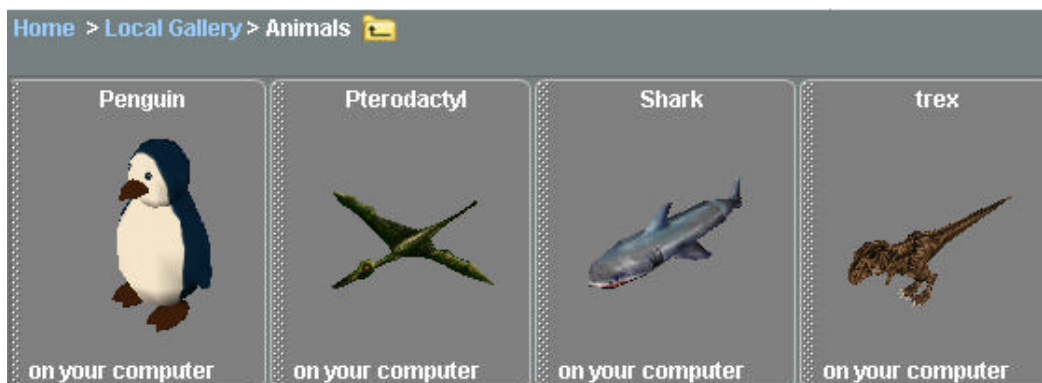 Home > Local Gallery > Animals
Penguin
Pterodactyl
Shark
trex
on your computer
on your computer
on your computer
on your computer